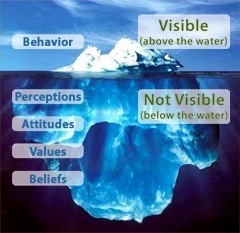 Visible
(above the water)
Behavior
Perceptions
Not Visible
(below the water)
Attitudes
Values
Beliefs